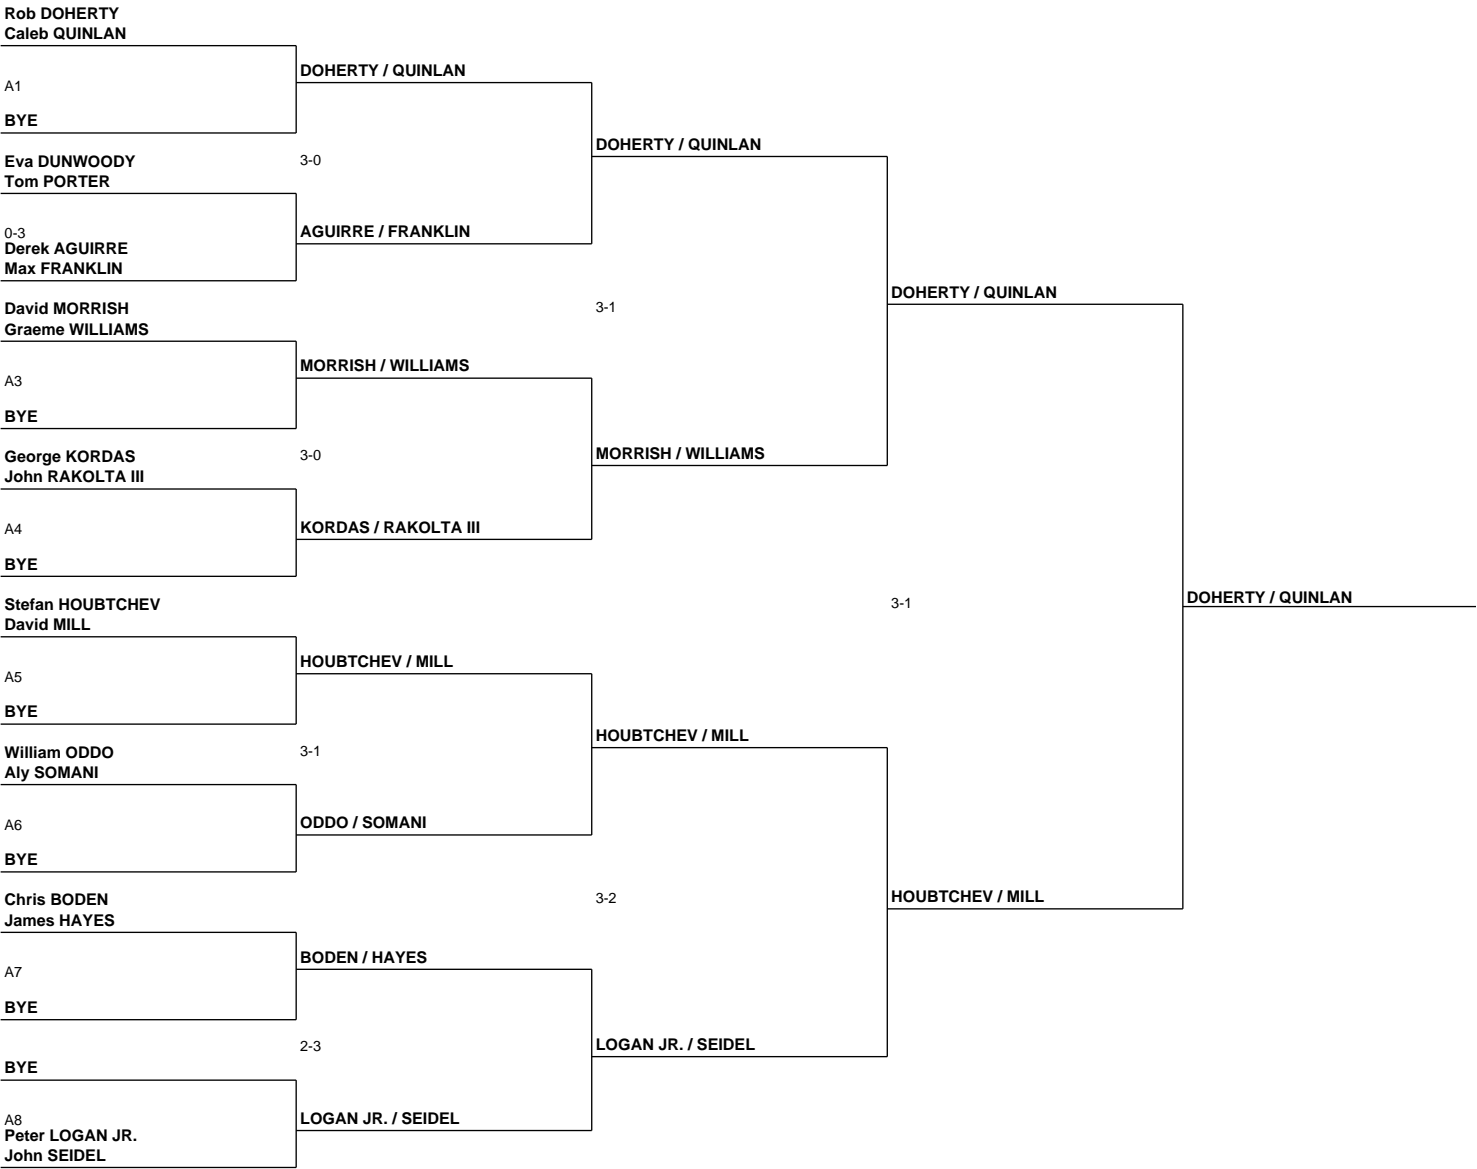 Rob DOHERTY
Caleb QUINLAN
DOHERTY / QUINLAN
A1
BYE
DOHERTY / QUINLAN
Eva DUNWOODY
3-0
Tom PORTER
0-3
AGUIRRE / FRANKLIN
Derek AGUIRRE
Max FRANKLIN
DOHERTY / QUINLAN
David MORRISH
3-1
Graeme WILLIAMS
MORRISH / WILLIAMS
A3
BYE
George KORDAS
3-0
MORRISH / WILLIAMS
John RAKOLTA III
A4
KORDAS / RAKOLTA III
BYE
Stefan HOUBTCHEV
3-1
DOHERTY / QUINLAN
David MILL
HOUBTCHEV / MILL
A5
BYE
HOUBTCHEV / MILL
William ODDO
3-1
Aly SOMANI
A6
ODDO / SOMANI
BYE
Chris BODEN
3-2
HOUBTCHEV / MILL
James HAYES
BODEN / HAYES
A7
BYE
2-3
LOGAN JR. / SEIDEL
BYE
A8
LOGAN JR. / SEIDEL
Peter LOGAN JR.
John SEIDEL